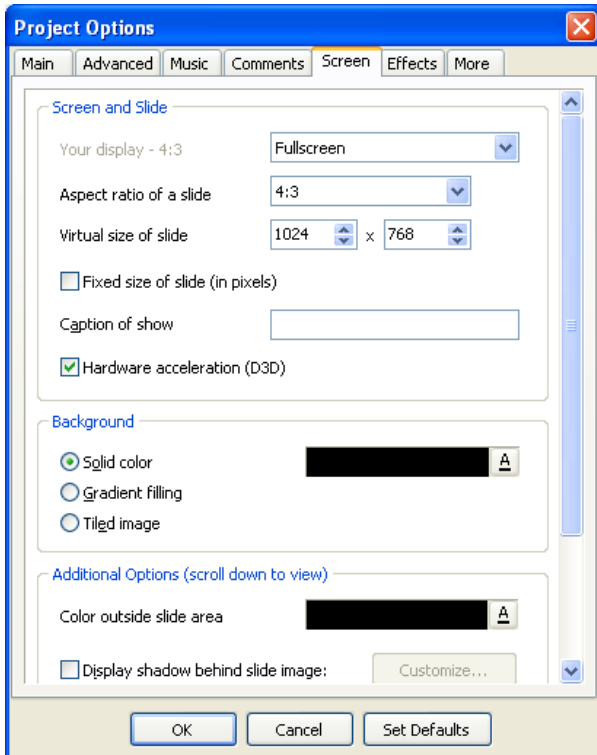 Project Options
Main Advanced Music Comments Screen Effects More
Screen and Slide
Your display - 4:3 Fullscreen
Aspect ratio of a slide 4:3
Virtual size of slide 1024 x 768
Fixed size of slide (in pixels)
Caption of show
Hardware acceleration (D3D)
Background
Solid color A
Gradient filling
Tiled image
Additional Options (scroll down to view)
Color outside slide area A
Display shadow behind slide image: Customize...
OK Cancel Set Defaults